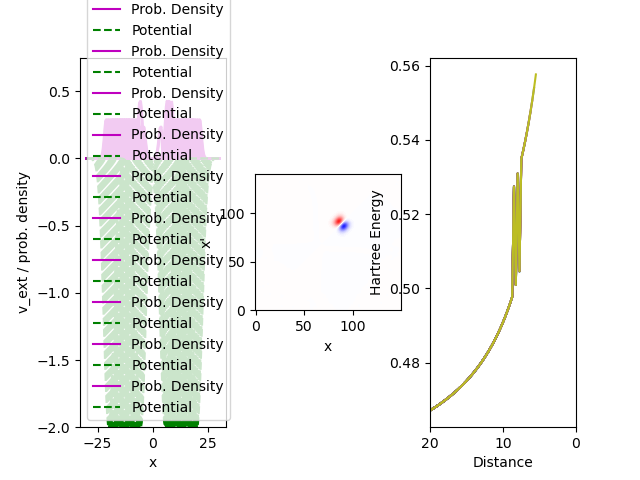 Prob. Density
Potential
Prob. Density
Potential
Prob. Density
Potential
Prob. Density
Potential
Prob. Density
Potential
Prob. Density
Potential
Prob. Density
Potential
Prob. Density
Potential
Prob. Density
Potential
Prob. Density
Potential
0.5
0.0
−0.5
−1.0
−1.5
−2.0
v_ext / prob. density
−25
0
25
x
100
50
0
x'
0
50
100
x
0.56
0.54
0.52
0.50
0.48
Hartree Energy
20
10
0
Distance